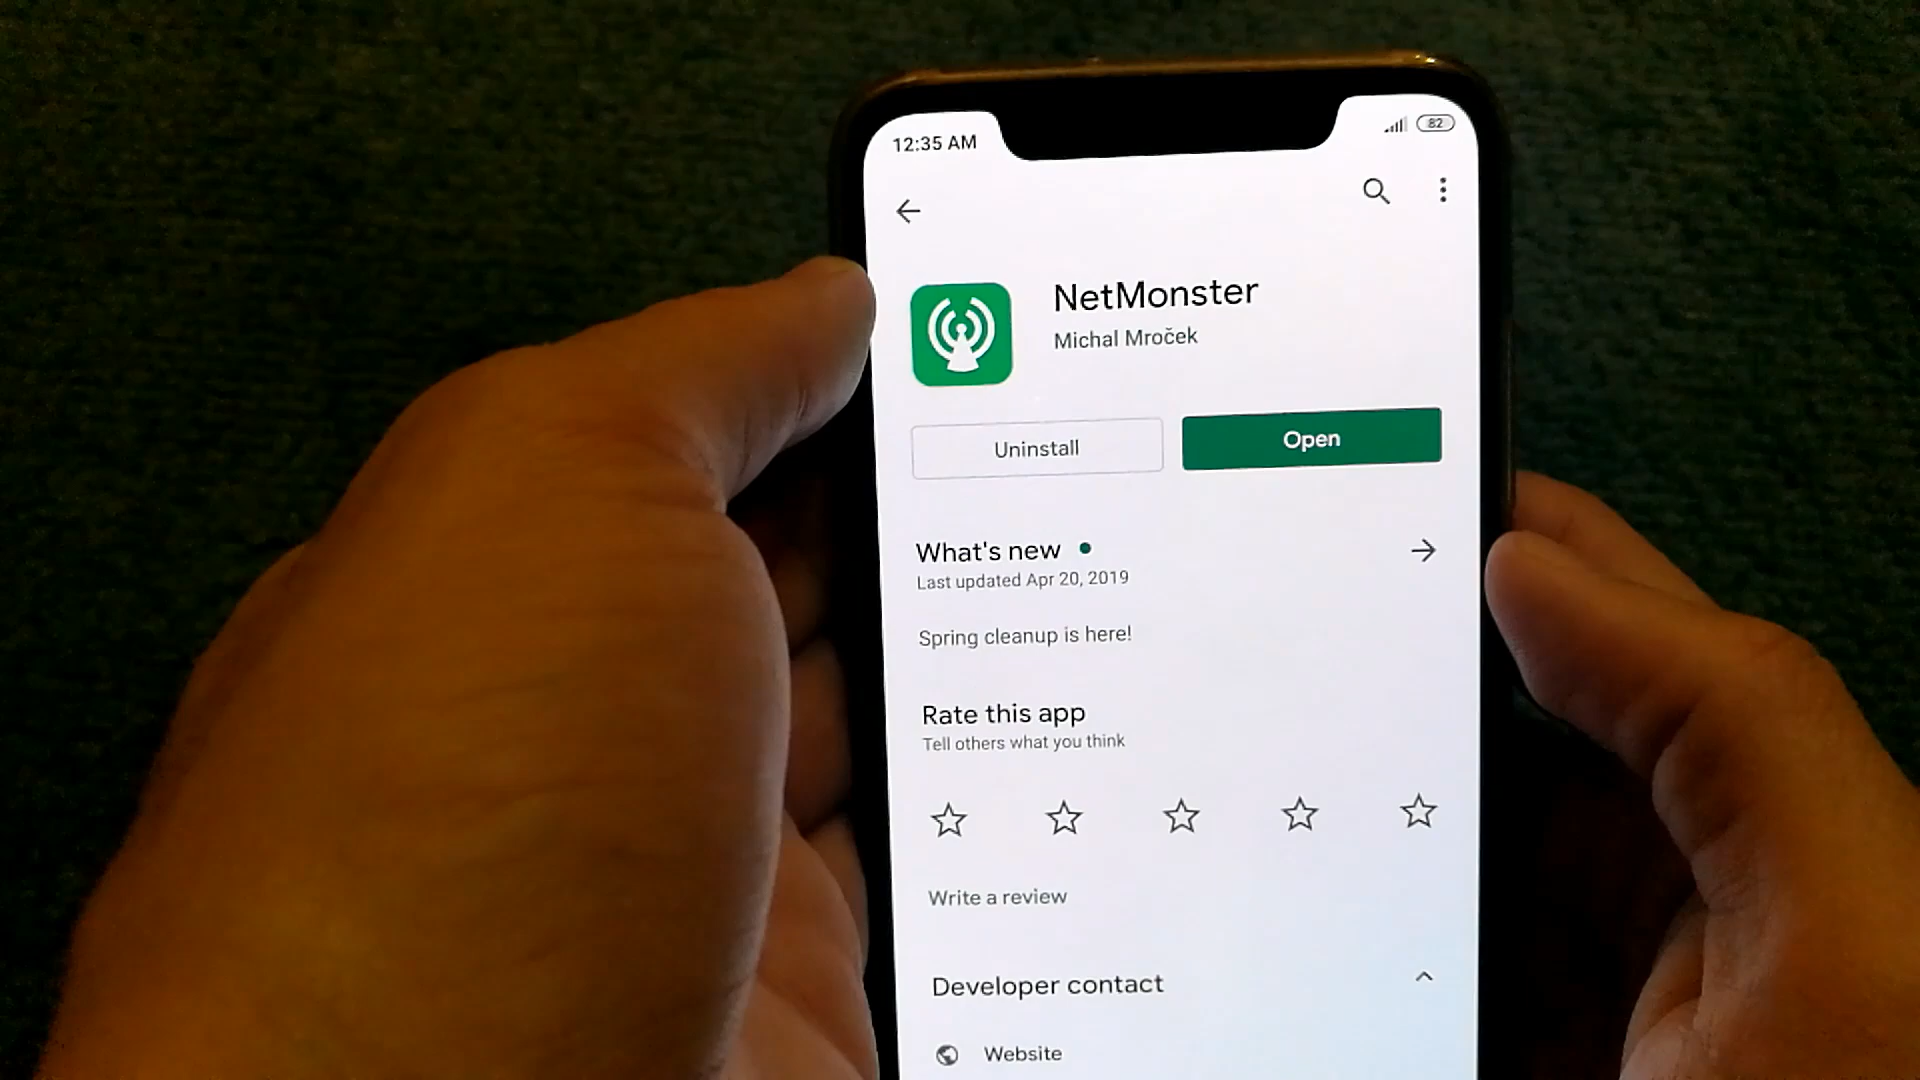 12:35 AM
82
NetMonster
Michal Mroček
Uninstall
Open
What's new
Last updated Apr 20, 2019
Spring cleanup is here!
Rate this app
Tell others what you think
Write a review
Developer contact
Website